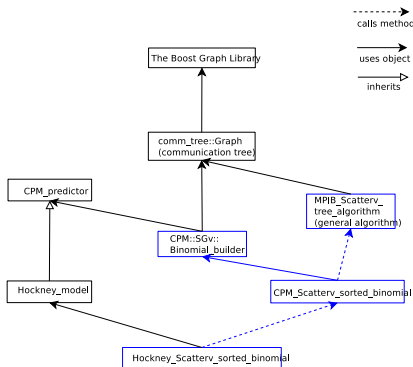 calls method
uses object
inherits
The Boost Graph Library
comm_tree::Graph
(communication tree)
CPM_predictor
MPIB_Scatterv_
tree_algorithm
(general algorithm)
CPM::SGv::
Binomial_builder
Hockney_model
CPM_Scatterv_sorted_binomial
Hockney_Scatterv_sorted_binomial